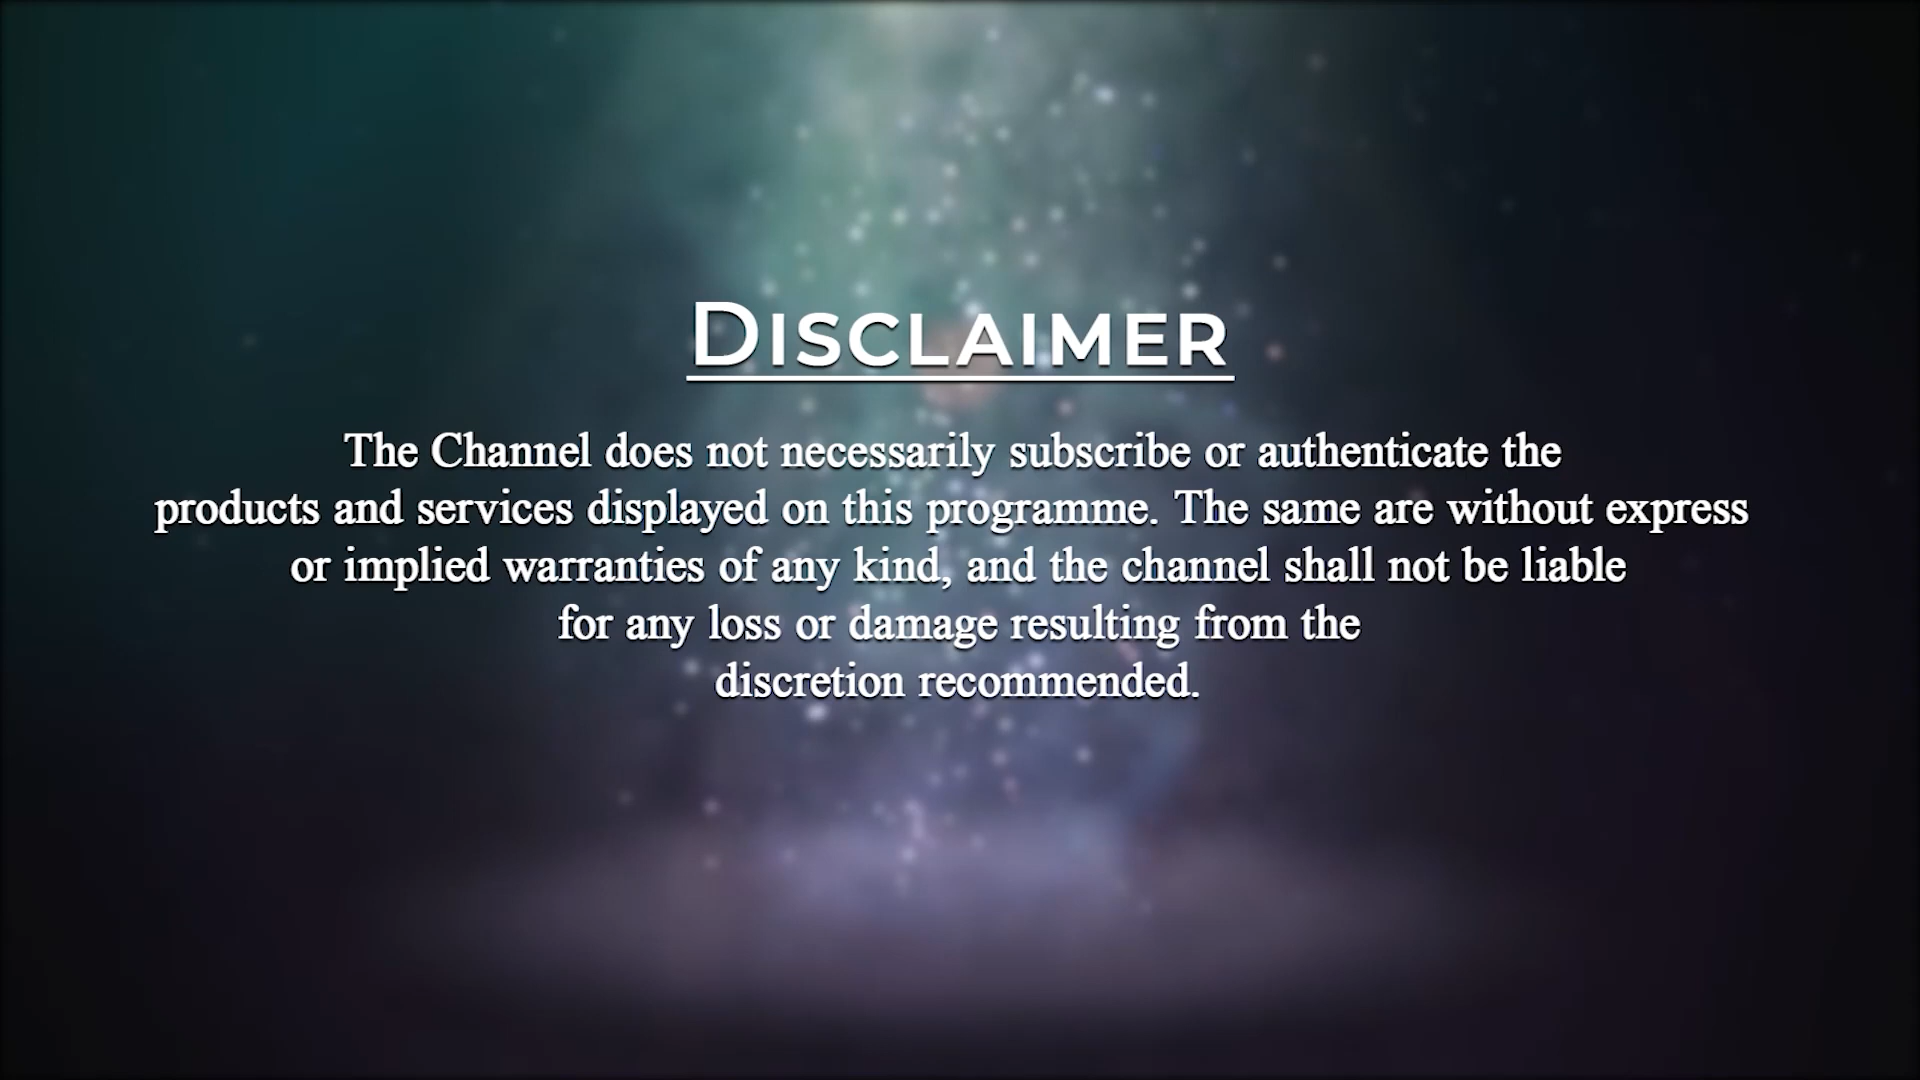 DISCLAIMER
The Channel does not necessarily subscribe or authenticate the
products and services displayed on this programme. The same are without express
or implied warranties of any kind, and the channel shall not be liable
for any loss or damage resulting from the
discretion recommended.